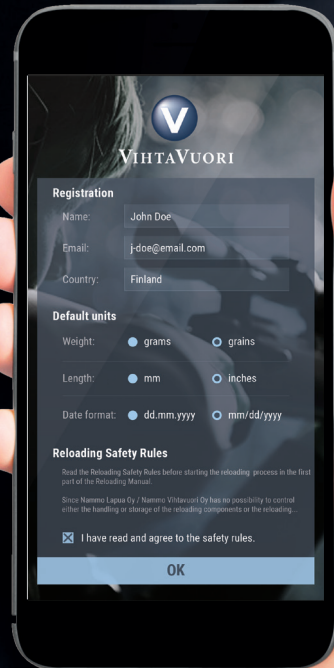 V
VIHTAVUORI
Registration
Name: John Doe
Email: j-doe@email.com
Country: Finland
Default units
Weight: grams grains
Length: mm inches
Date format: dd.mm.yyyy mm/dd/yyyy
Reloading Safety Rules
Read the Reloading Safety Rules before starting the reloading process in the first
part of the Reloading Manual.
Since Nammo Lapua Oy / Nammo Vihtavuori Oy has no possibility to control
either the handling or storage of the reloading components or the reloading...
I have read and agree to the safety rules.
OK